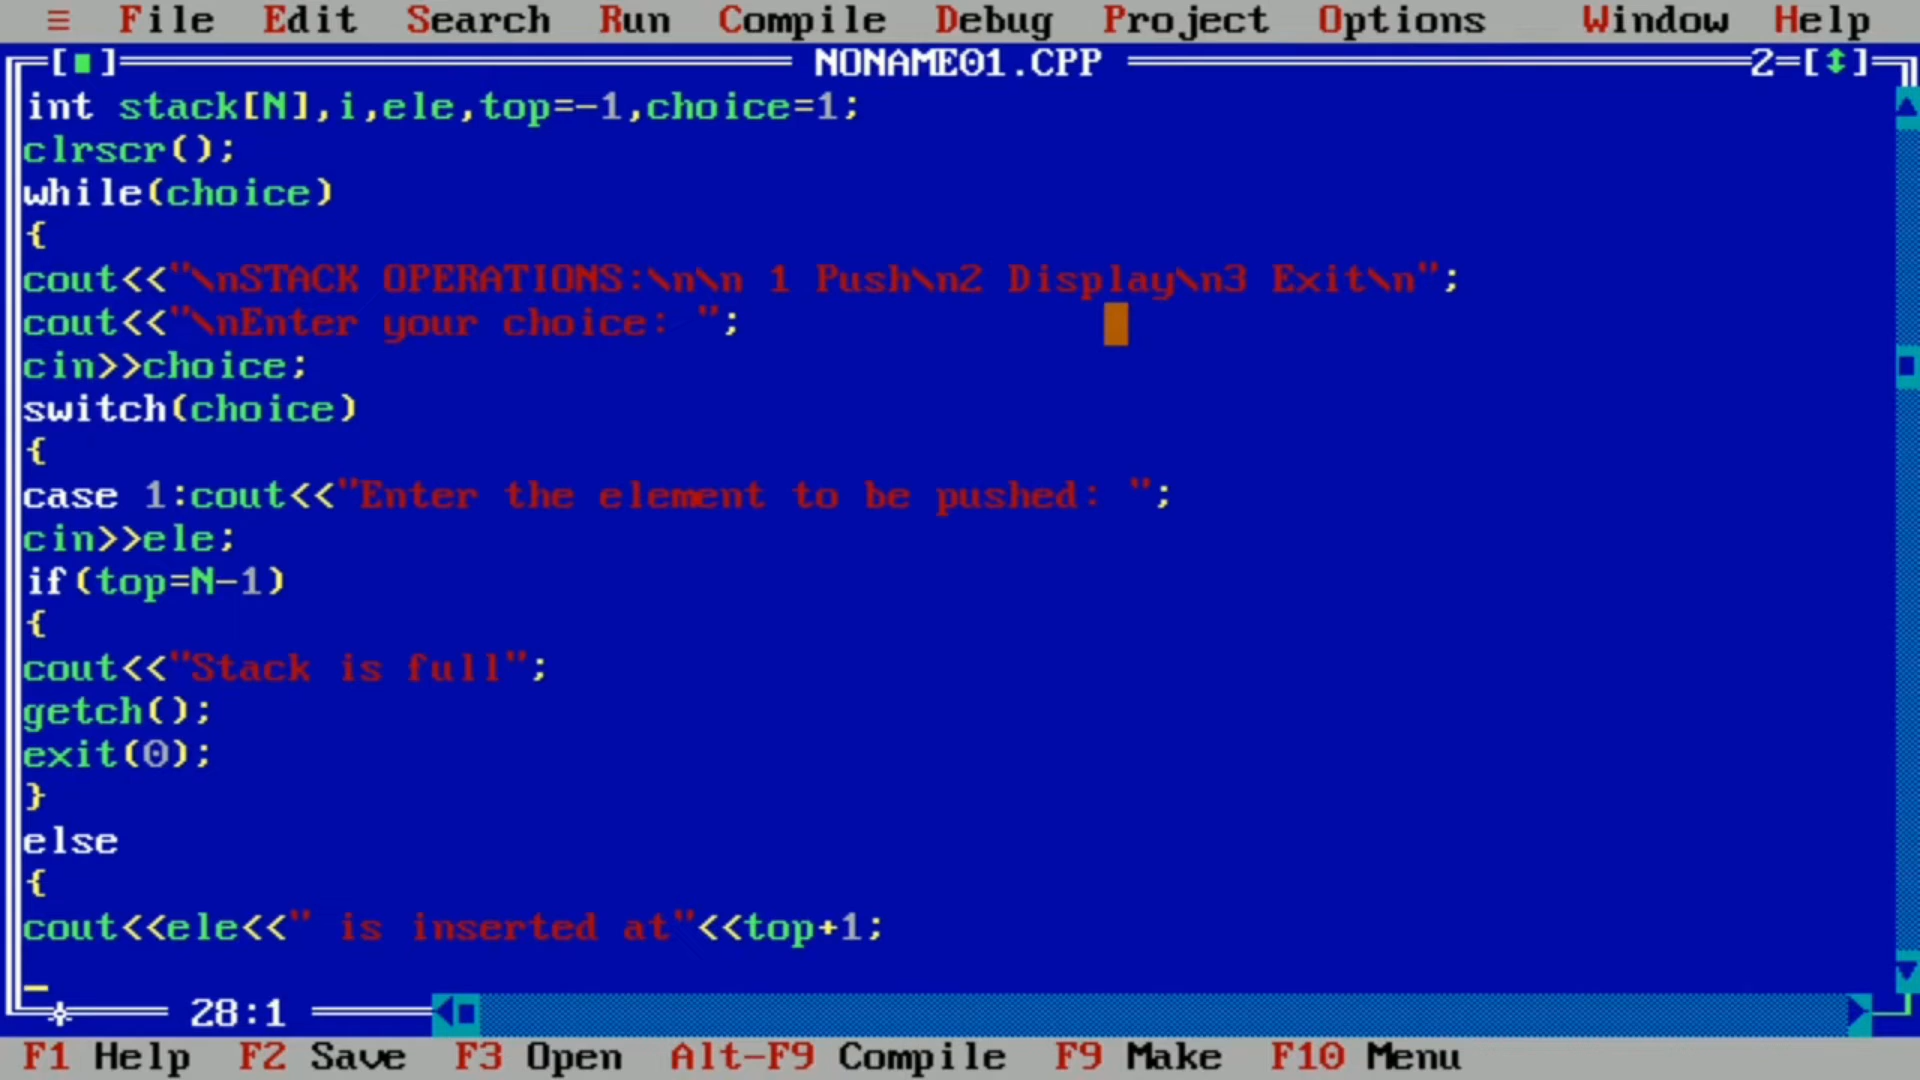 ≡ File Edit Search Run Compile Debug Project Options Window Help
[■] NONAME01.CPP 2=[↕]
int stack[N],i,ele,top=-1,choice=1;
clrscr();
while(choice)
{
cout<<"\nSTACK OPERATIONS:\n\n 1 Push\n2 Display\n3 Exit\n";
cout<<"\nEnter your choice: ";
cin>>choice;
switch(choice)
{
case 1:cout<<"Enter the element to be pushed: ";
cin>>ele;
if(top=N-1)
{
cout<<"Stack is full";
getch();
exit(0);
}
else
{
cout<<ele<<" is inserted at"<<top+1;
28:1
F1 Help F2 Save F3 Open Alt-F9 Compile F9 Make F10 Menu